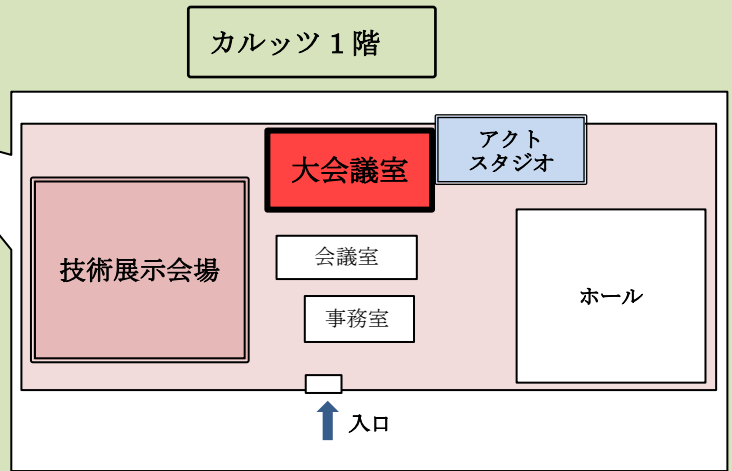 カルッツ１階
アクト
スタジオ
大会議室
技術展示会場
会議室
ホール
事務室
入口